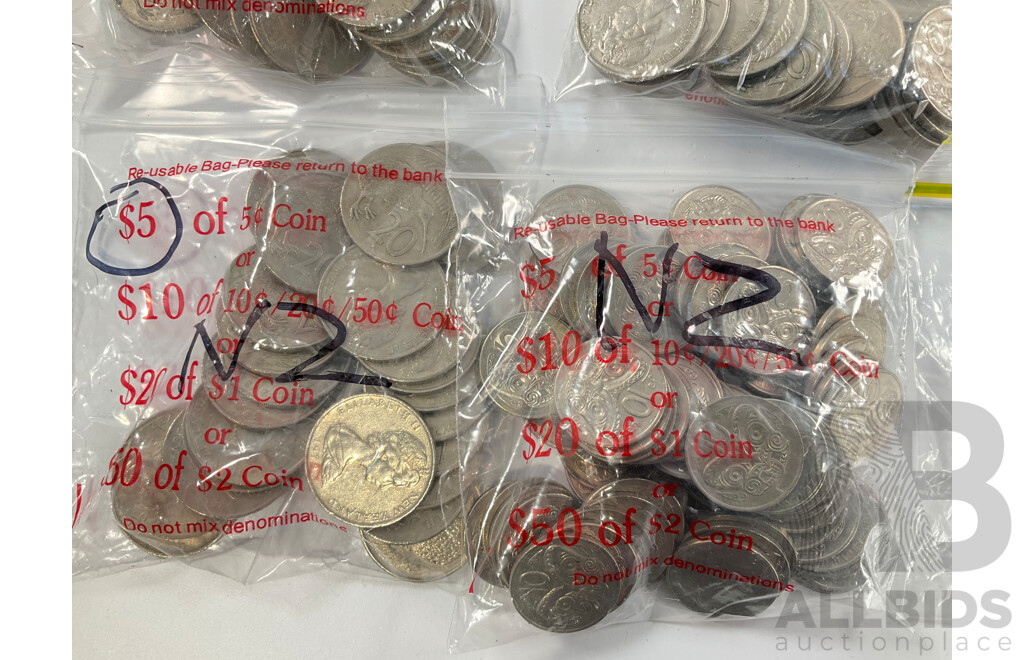 Do not mix denominations
Re-usable Bag-Please return to the bank
$5 of 5¢ Coin
or
$10 of 10¢/20¢/50¢ Coin
or
$20 of $1 Coin
or
$50 of $2 Coin
Do not mix denominations
NZ
Re-usable Bag-Please return to the bank
$5 of 5¢ Coin
or
$10 of 10¢/20¢/50¢ Coin
or
$20 of $1 Coin
or
$50 of $2 Coin
Do not mix denominations
NZ
20
B
ALLBIDS
auctionplace